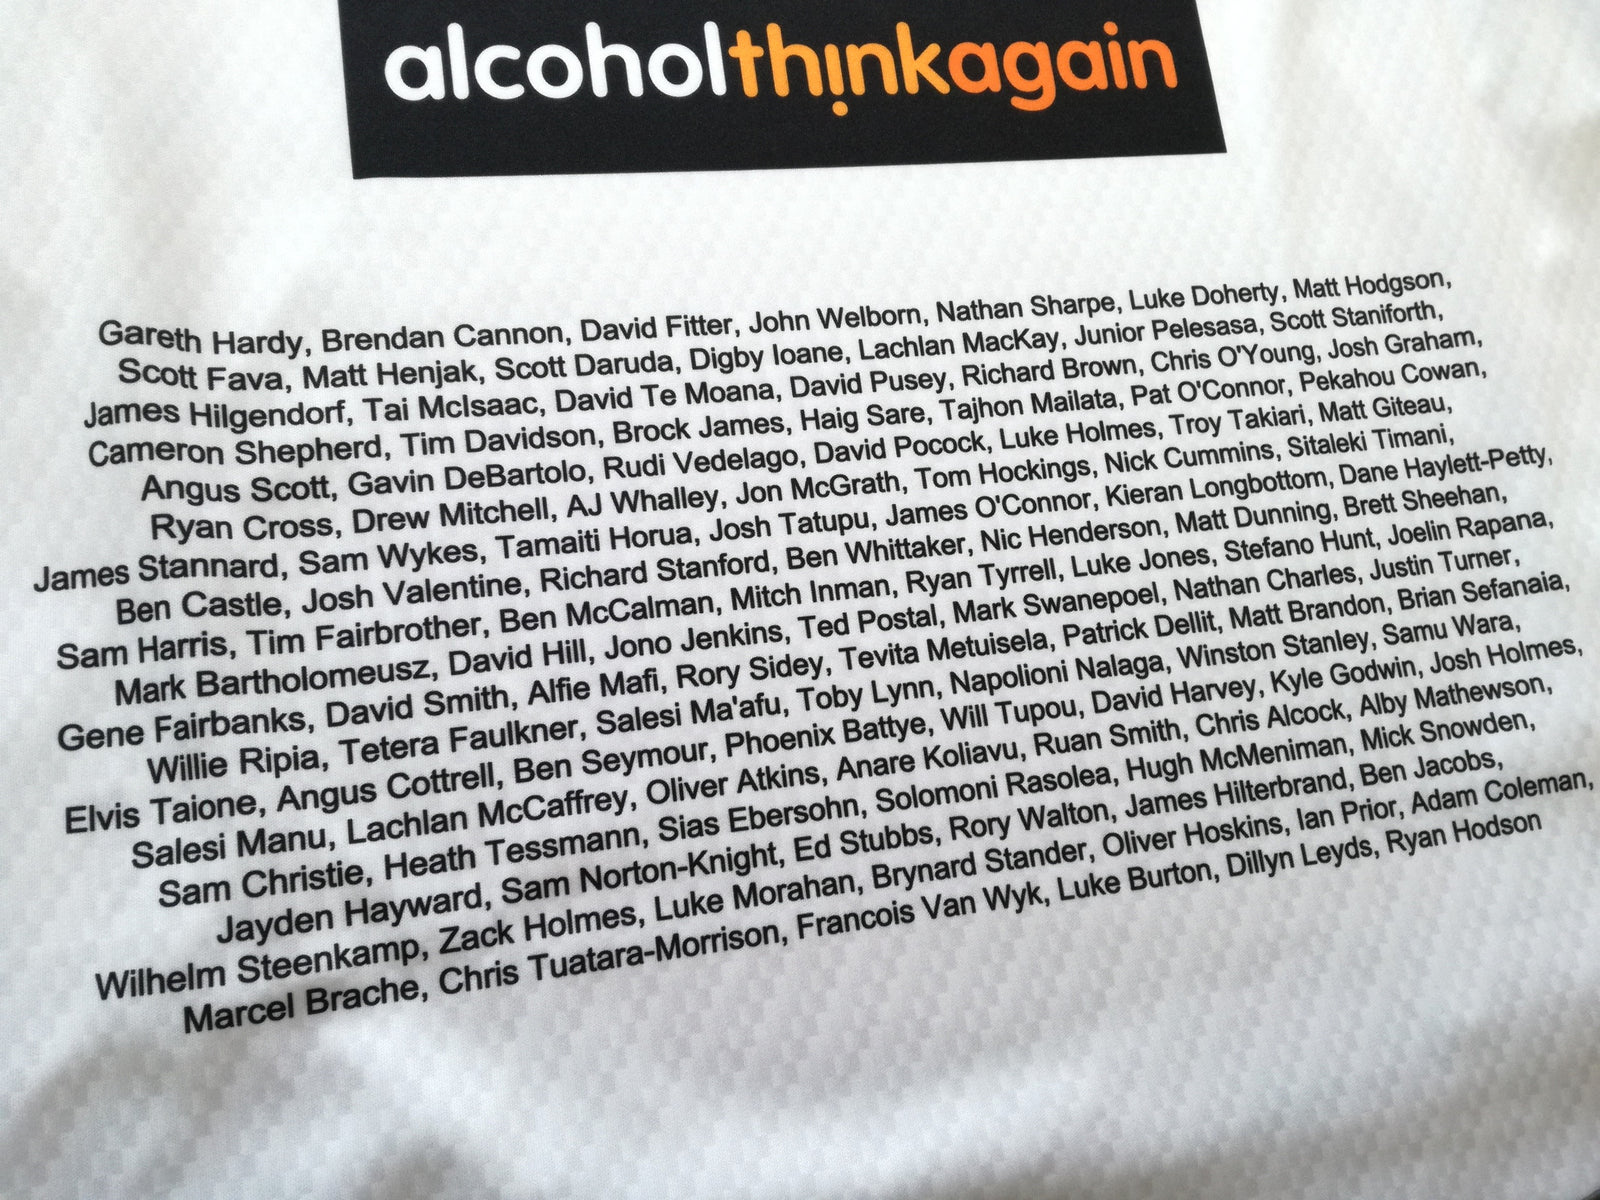 alcoholthinkagain
Gareth Hardy, Brendan Cannon, David Fitter, John Welborn, Nathan Sharpe, Luke Doherty, Matt Hodgson,
Scott Fava, Matt Henjak, Scott Daruda, Digby Ioane, Lachlan MacKay, Junior Pelesasa, Scott Staniforth,
James Hilgendorf, Tai McIsaac, David Te Moana, David Pusey, Richard Brown, Chris O'Young, Josh Graham,
Cameron Shepherd, Tim Davidson, Brock James, Haig Sare, Tajhon Mailata, Pat O'Connor, Pekahou Cowan,
Angus Scott, Gavin DeBartolo, Rudi Vedelago, David Pocock, Luke Holmes, Troy Takiari, Matt Giteau,
Ryan Cross, Drew Mitchell, AJ Whalley, Jon McGrath, Tom Hockings, Nick Cummins, Sitaleki Timani,
James Stannard, Sam Wykes, Tamaiti Horua, Josh Tatupu, James O'Connor, Kieran Longbottom, Dane Haylett-Petty,
Ben Castle, Josh Valentine, Richard Stanford, Ben Whittaker, Nic Henderson, Matt Dunning, Brett Sheehan,
Sam Harris, Tim Fairbrother, Ben McCalman, Mitch Inman, Ryan Tyrrell, Luke Jones, Stefano Hunt, Joelin Rapana,
Mark Bartholomeusz, David Hill, Jono Jenkins, Ted Postal, Mark Swanepoel, Nathan Charles, Justin Turner,
Gene Fairbanks, David Smith, Alfie Mafi, Rory Sidey, Tevita Metuisela, Patrick Dellit, Matt Brandon, Brian Sefanaia,
Willie Ripia, Tetera Faulkner, Salesi Ma'afu, Toby Lynn, Napolioni Nalaga, Winston Stanley, Samu Wara,
Elvis Taione, Angus Cottrell, Ben Seymour, Phoenix Battye, Will Tupou, David Harvey, Kyle Godwin, Josh Holmes,
Salesi Manu, Lachlan McCaffrey, Oliver Atkins, Anare Koliavu, Ruan Smith, Chris Alcock, Alby Mathewson,
Sam Christie, Heath Tessmann, Sias Ebersohn, Solomoni Rasolea, Hugh McMeniman, Mick Snowden,
Jayden Hayward, Sam Norton-Knight, Ed Stubbs, Rory Walton, James Hilterbrand, Ben Jacobs,
Wilhelm Steenkamp, Zack Holmes, Luke Morahan, Brynard Stander, Oliver Hoskins, Ian Prior, Adam Coleman,
Marcel Brache, Chris Tuatara-Morrison, Francois Van Wyk, Luke Burton, Dillyn Leyds, Ryan Hodson